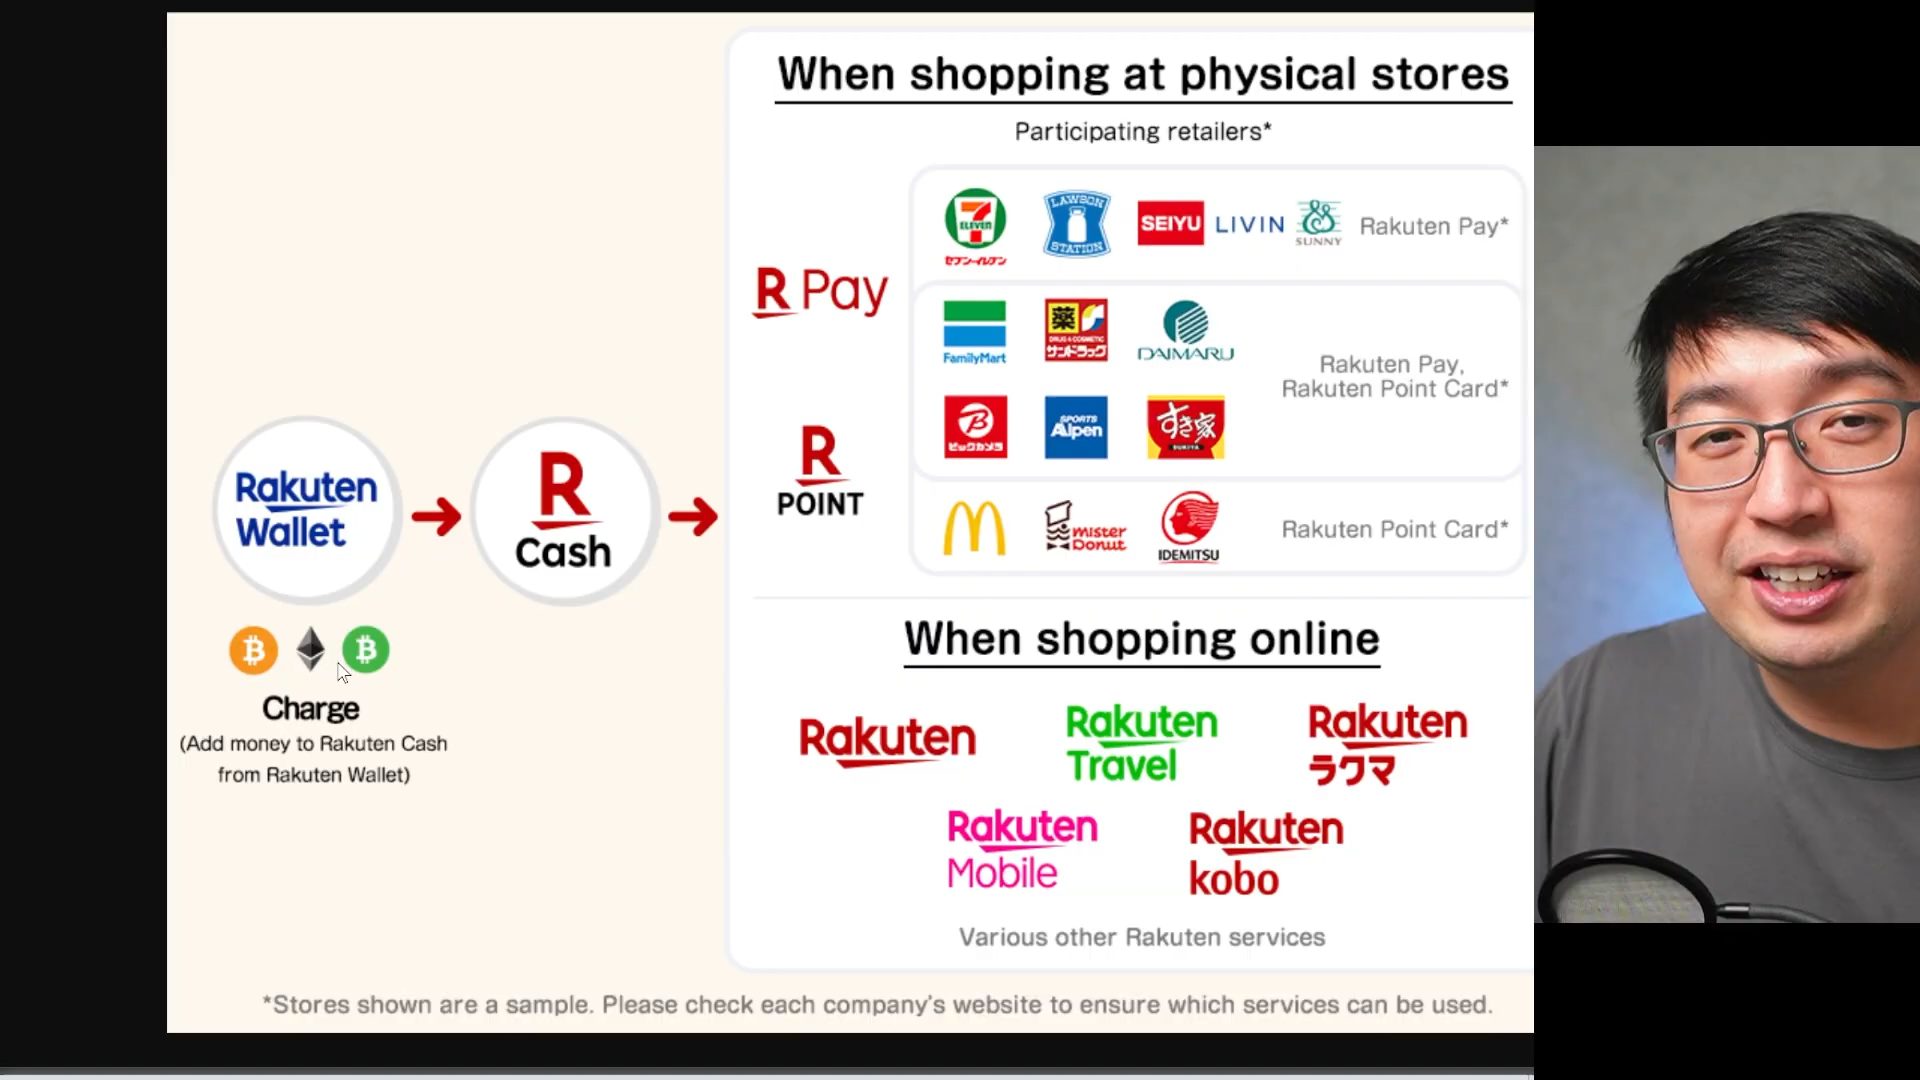 When shopping at physical stores
Participating retailers*
7
ELEVEN
セブン-イレブン
LAWSON
STATION
SEIYU
LIVIN
SUNNY
Rakuten Pay*
R Pay
FamilyMart
薬
DRUG & COSMETIC
サンドラッグ
DAIMARU
Rakuten Pay,
Rakuten Point Card*
B
ビックカメラ
SPORTS
Alpen
すき家
SUKIYA
R
POINT
mister
Donut
IDEMITSU
Rakuten Point Card*
Rakuten
Wallet
R
Cash
Charge
(Add money to Rakuten Cash
from Rakuten Wallet)
When shopping online
Rakuten
Rakuten
Travel
Rakuten
ラクマ
Rakuten
Mobile
Rakuten
kobo
Various other Rakuten services
*Stores shown are a sample. Please check each company's website to ensure which services can be used.